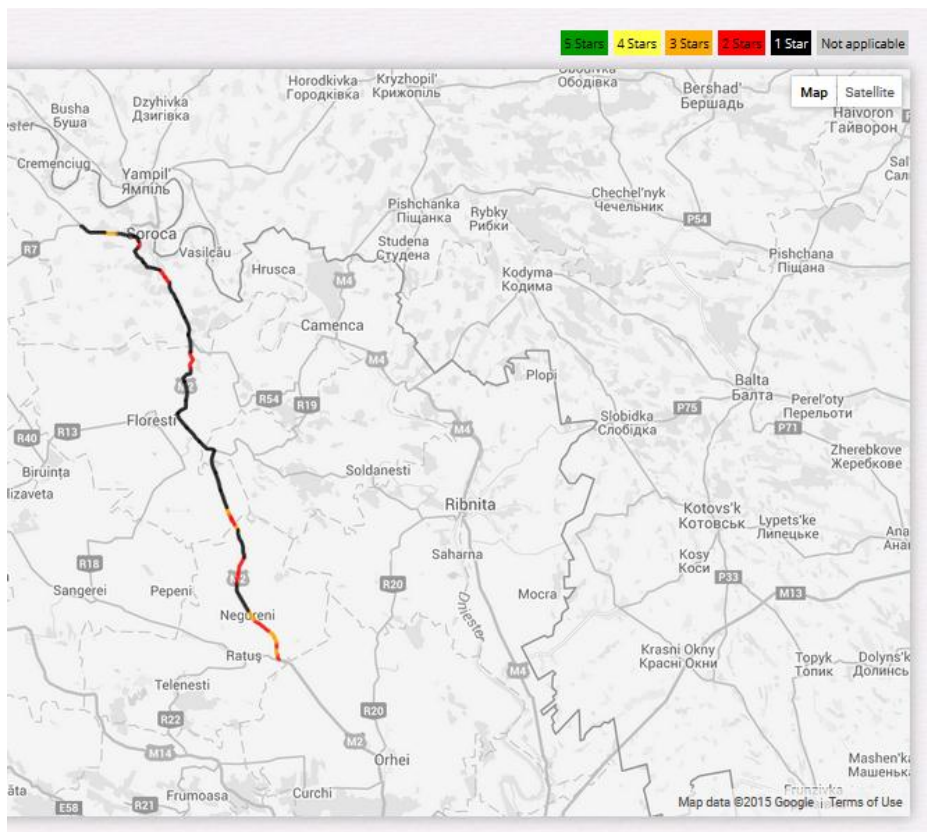 5 Stars
4 Stars
3 Stars
2 Stars
1 Star
Not applicable
Map
Satellite
Ободівка
Horodkivka
Городківка
Kryzhopil'
Крижопіль
Bershad'
Бершадь
Haivoron
Гайворон
Busha
Буша
Dzyhivka
Дзигівка
Cremenciug
Yampil'
Ямпіль
Chechel'nyk
Чечельник
Pishchanka
Піщанка
Rybky
Рибки
P54
Soroca
R7
Vasilcău
Studena
Студена
Pishchana
Піщана
Hrusca
M4
Kodyma
Кодима
Camenca
M4
Plopi
Balta
Балта
R54
R19
P75
Perel'oty
Перельоти
Floresti
Slobidka
Слобідка
P71
R40
R13
M4
Zherebkove
Жеребкове
Biruința
lizaveta
Soldanesti
Ribnita
Kotovs'k
Котовськ
Lypets'ke
Липецьке
Saharna
Kosy
Коси
R18
M2
R20
P33
M13
Sangerei
Pepeni
Mocra
Dniester
Negureni
Krasni Okny
Красні Окни
Ratuș
Topyk
Топик
Dolyns'k
Долинсь
M4
Telenesti
R22
R20
M2
M14
Orhei
Mashen'ka
Машенька
E58
R21
Frumoasa
Curchi
Frunzivka
Map data ©2015 Google
Terms of Use